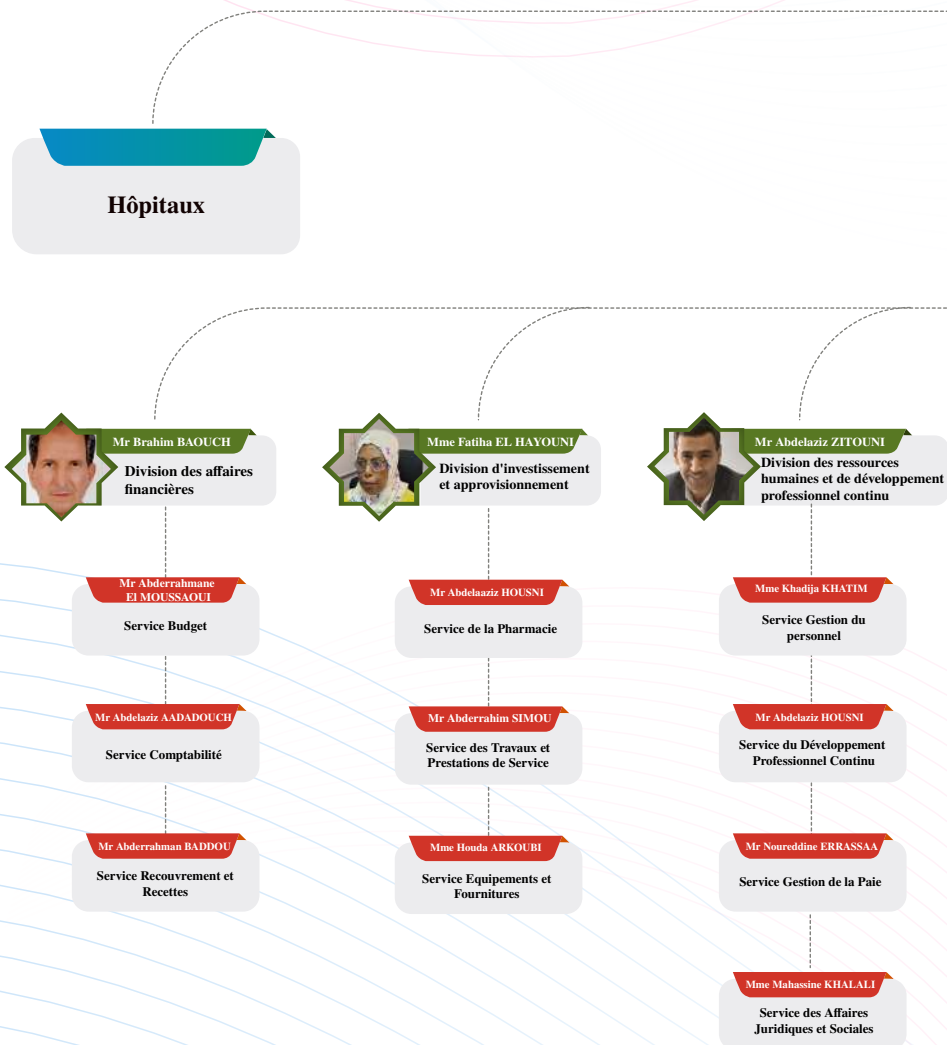 Hôpitaux
Mr Brahim BAOUCH
Division des affaires
financières
Mme Fatiha EL HAYOUNI
Division d'investissement
et approvisionnement
Mr Abdelaziz ZITOUNI
Division des ressources
humaines et de développement
professionnel continu
Mr Abderrahmane
El MOUSSAOUI
Service Budget
Mr Abdelaaziz HOUSNI
Service de la Pharmacie
Mme Khadija KHATIM
Service Gestion du
personnel
Mr Abdelaziz AADADOUCH
Service Comptabilité
Mr Abderrahim SIMOU
Service des Travaux et
Prestations de Service
Mr Abdelaziz HOUSNI
Service du Développement
Professionnel Continu
Mr Abderrahman BADDOU
Service Recouvrement et
Recettes
Mme Houda ARKOUBI
Service Equipements et
Fournitures
Mr Noureddine ERRASSAA
Service Gestion de la Paie
Mme Mahassine KHALALI
Service des Affaires
Juridiques et Sociales